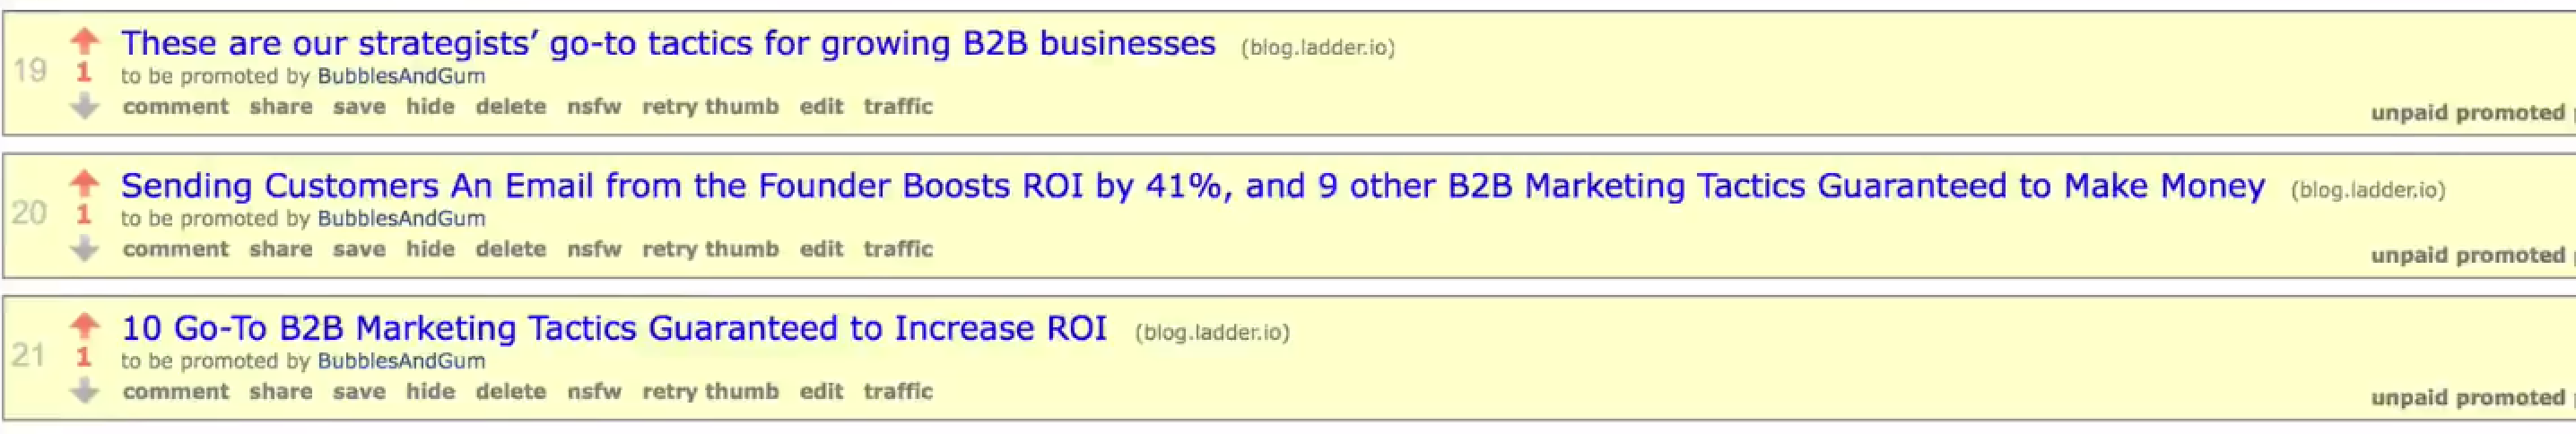 19
These are our strategists’ go-to tactics for growing B2B businesses (blog.ladder.io)
1
to be promoted by BubblesAndGum
comment share save hide delete nsfw retry thumb edit traffic
unpaid promoted
20
Sending Customers An Email from the Founder Boosts ROI by 41%, and 9 other B2B Marketing Tactics Guaranteed to Make Money (blog.ladder.io)
1
to be promoted by BubblesAndGum
comment share save hide delete nsfw retry thumb edit traffic
unpaid promoted
21
10 Go-To B2B Marketing Tactics Guaranteed to Increase ROI (blog.ladder.io)
1
to be promoted by BubblesAndGum
comment share save hide delete nsfw retry thumb edit traffic
unpaid promoted